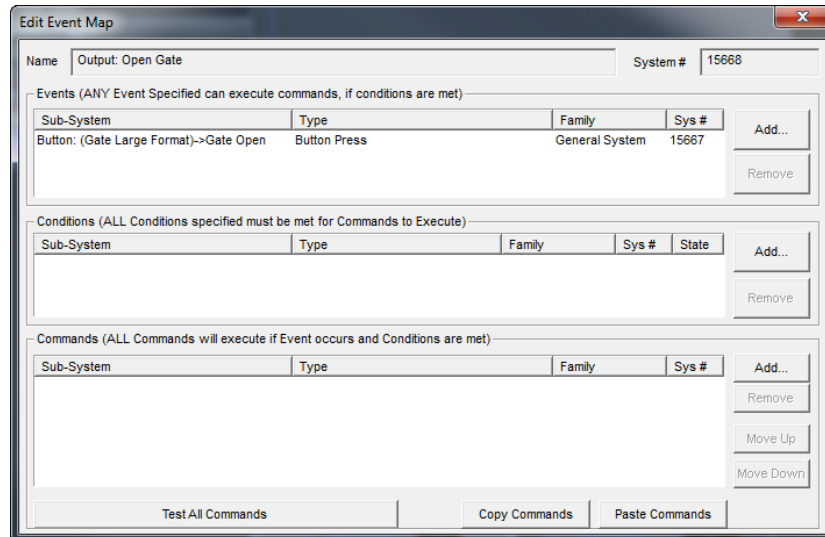 Edit Event Map
Name Output: Open Gate System # 15668
Events (ANY Event Specified can execute commands, if conditions are met)
Sub-System Type Family Sys # Add...
Button: (Gate Large Format)->Gate Open Button Press General System 15667
Remove
Conditions (ALL Conditions specified must be met for Commands to Execute)
Sub-System Type Family Sys # State Add...
Remove
Commands (ALL Commands will execute if Event occurs and Conditions are met)
Sub-System Type Family Sys # Add...
Remove
Move Up
Move Down
Test All Commands Copy Commands Paste Commands